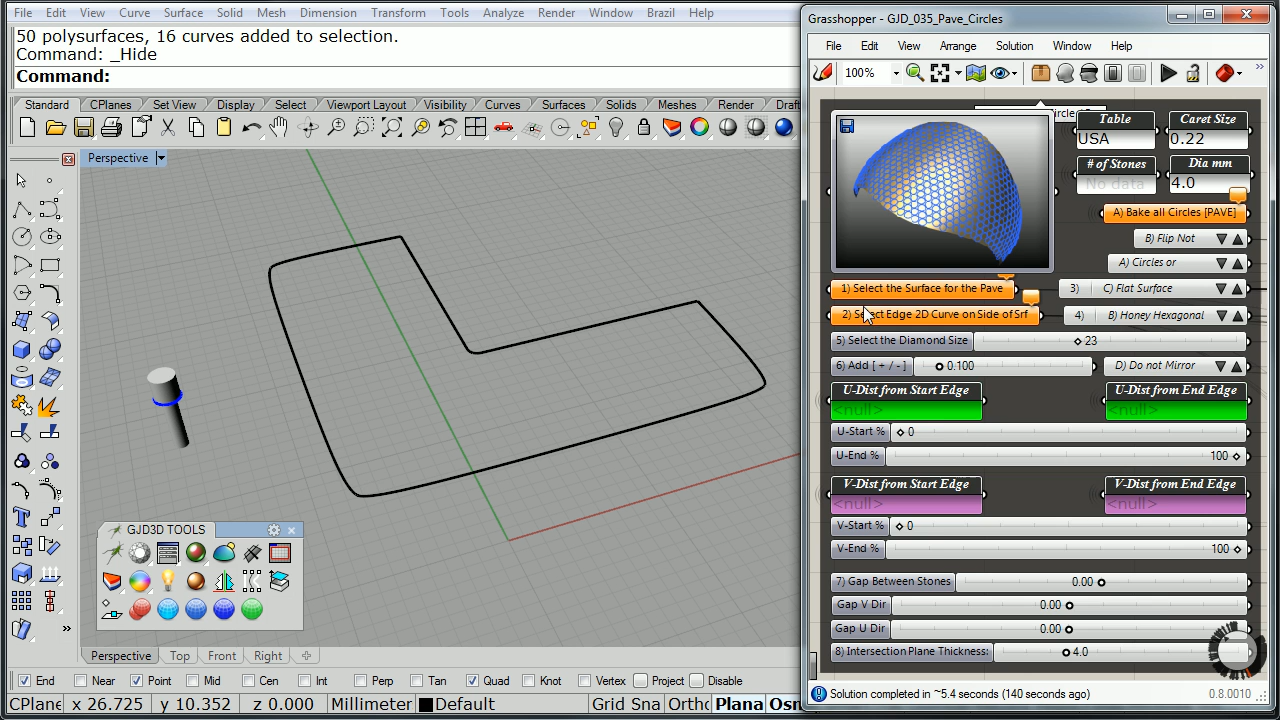 File Edit View Curve Surface Solid Mesh Dimension Transform Tools Analyze Render Window Brazil Help
50 polysurfaces, 16 curves added to selection.
Command: _Hide
Command:
Standard CPlanes Set View Display Select Viewport Layout Visibility Curves Surfaces Solids Meshes Render Draft
Perspective
GJD3D TOOLS
Perspective Top Front Right
End Near Point Mid Cen Int Perp Tan Quad Knot Vertex Project Disable
CPlane x 26.725 y 10.352 z 0.000 Millimeter Default Grid Sna Ortho Plana Osn
Grasshopper - GJD_035_Pave_Circles
File Edit View Arrange Solution Window Help
100%
Table Caret Size
USA 0.22
# of Stones Dia mm
No data 4.0
A) Bake all Circles [PAVE]
B) Flip Not
A) Circles or
1) Select the Surface for the Pave 3) C) Flat Surface
2) Select Edge 2D Curve on Side of Srf 4) B) Honey Hexagonal
5) Select the Diamond Size 23
6) Add [ + / - ] 0.100 D) Do not Mirror
U-Dist from Start Edge U-Dist from End Edge
<null> <null>
U-Start % 0
U-End % 100
V-Dist from Start Edge V-Dist from End Edge
<null> <null>
V-Start % 0
V-End % 100
7) Gap Between Stones 0.00
Gap V Dir 0.00
Gap U Dir 0.00
8) Intersection Plane Thickness: 4.0
Solution completed in ~5.4 seconds (140 seconds ago) 0.8.0010